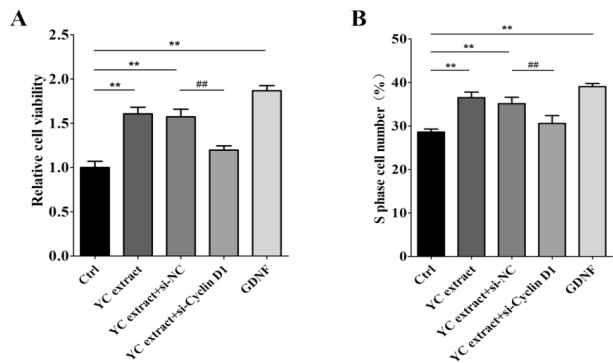 A
**
**
**
##
Relative cell viability
2.5
2.0
1.5
1.0
0.5
0.0
Ctrl
YC extract
YC extract+si-NC
YC extract+si-Cyclin D1
GDNF
B
**
**
**
##
S phase cell number (%)
50
40
30
20
10
0
Ctrl
YC extract
YC extract+si-NC
YC extract+si-Cyclin D1
GDNF